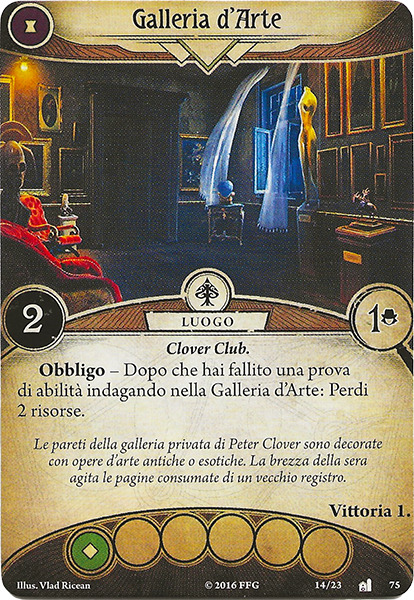 Galleria d'Arte
2
LUOGO
1
Clover Club.
Obbligo – Dopo che hai fallito una prova
di abilità indagando nella Galleria d'Arte: Perdi
2 risorse.
Le pareti della galleria privata di Peter Clover sono decorate
con opere d'arte antiche o esotiche. La brezza della sera
agita le pagine consumate di un vecchio registro.
Vittoria 1.
Illus. Vlad Ricean
© 2016 FFG
14/23
75